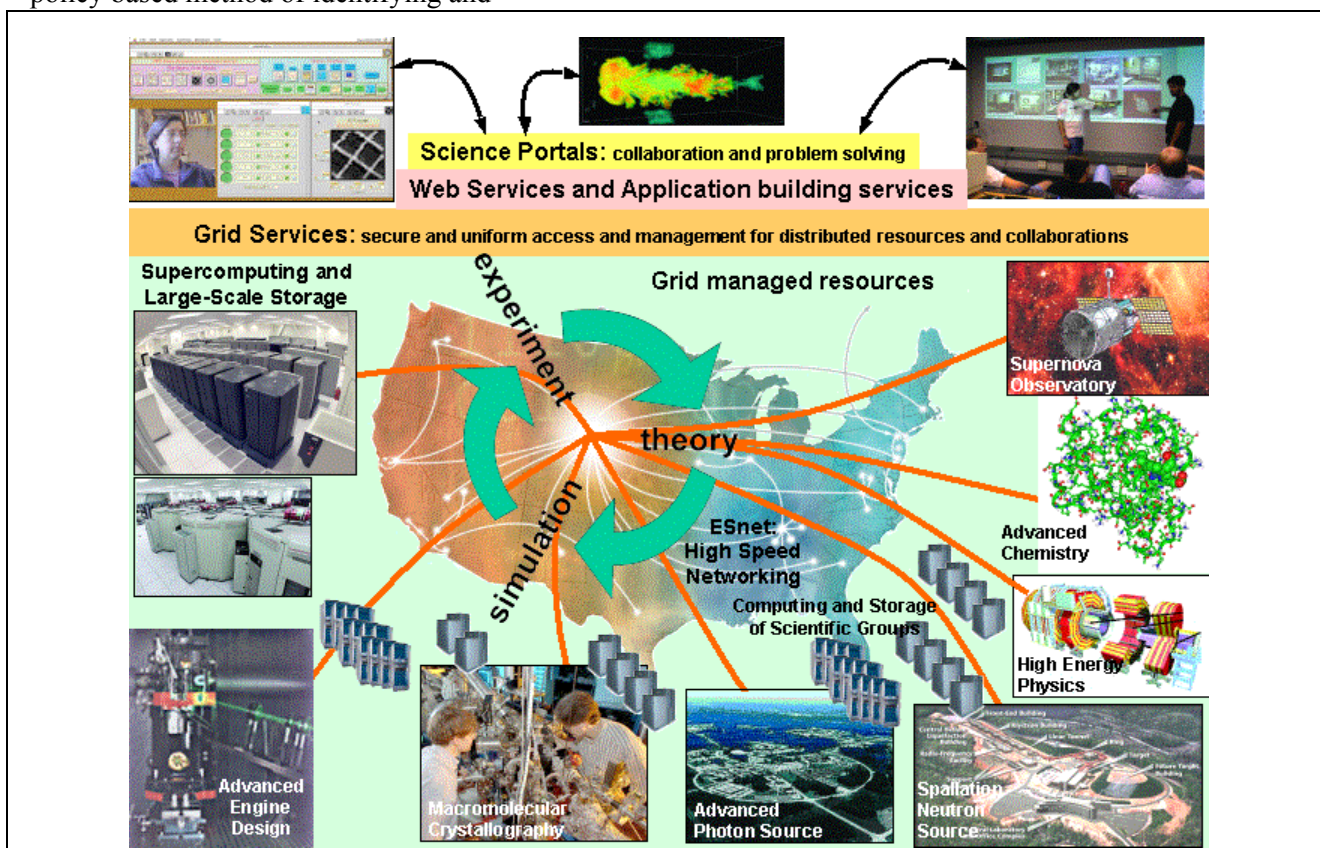 policy based method of identifying and
Science Portals: collaboration and problem solving
Web Services and Application building services
Grid Services: secure and uniform access and management for distributed resources and collaborations
Supercomputing and
Large-Scale Storage
experiment
Grid managed resources
Supernova
Observatory
theory
simulation
ESnet:
High Speed
Networking
Advanced
Chemistry
Computing and Storage
of Scientific Groups
High Energy
Physics
Advanced
Engine
Design
Macromolecular
Crystallography
Advanced
Photon Source
Spallation
Neutron
Source